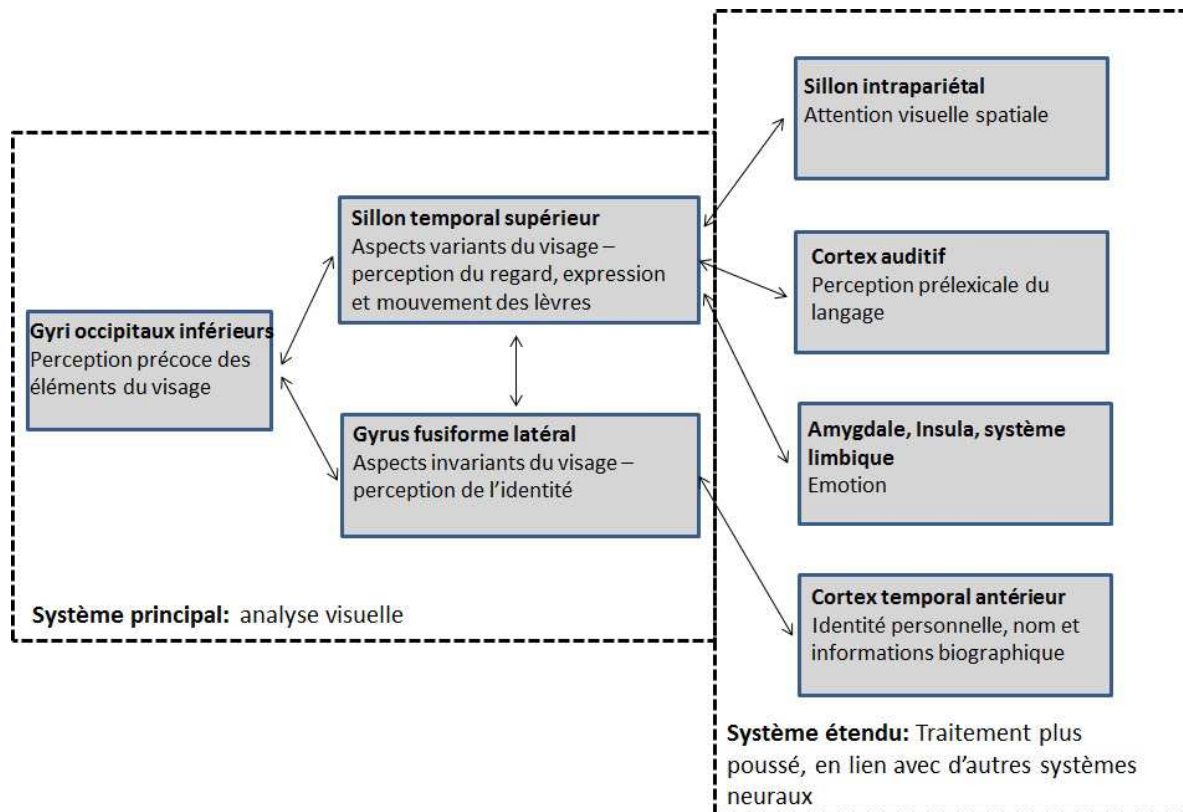 Gyri occipitaux inférieurs
Perception précoce des
éléments du visage
Sillon temporal supérieur
Aspects variants du visage –
perception du regard, expression
et mouvement des lèvres
Gyrus fusiforme latéral
Aspects invariants du visage –
perception de l’identité
Système principal: analyse visuelle
Sillon intrapariétal
Attention visuelle spatiale
Cortex auditif
Perception prélexicale du
langage
Amygdale, Insula, système
limbique
Emotion
Cortex temporal antérieur
Identité personnelle, nom et
informations biographique
Système étendu: Traitement plus
poussé, en lien avec d’autres systèmes
neuraux